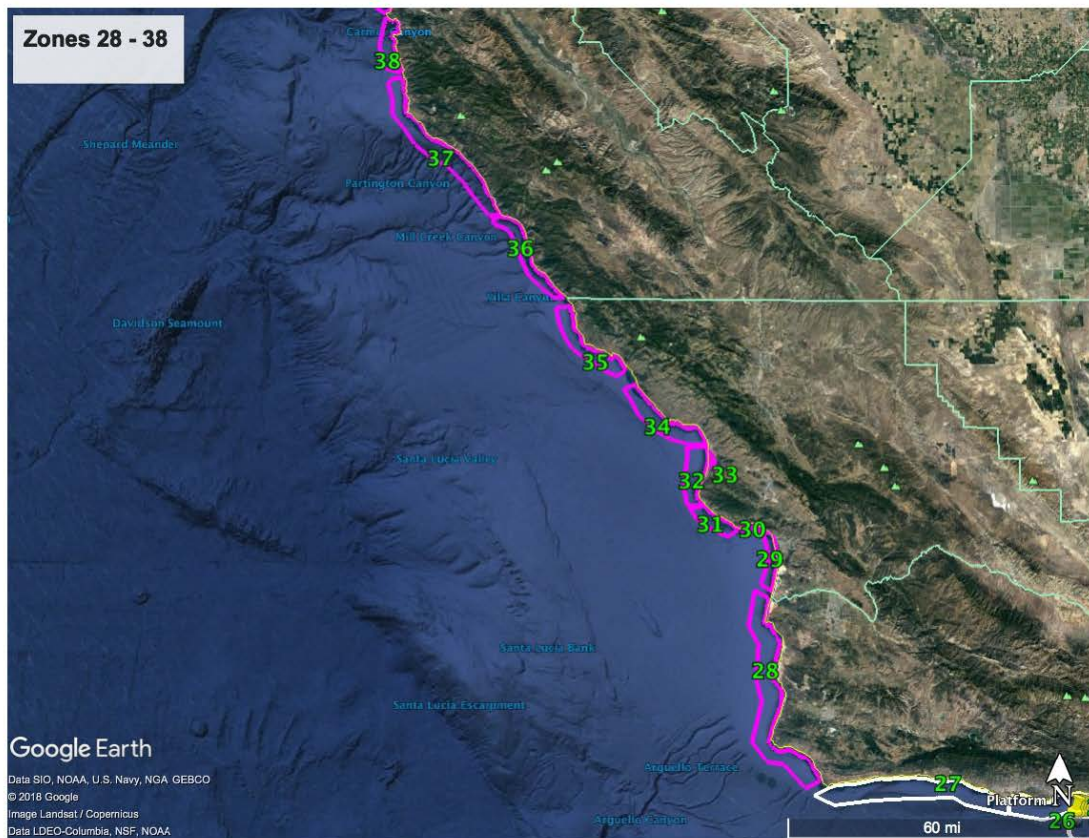 Zones 28 - 38
Carmel Canyon
38
Shepard Meander
37
Partington Canyon
Mill Creek Canyon
36
Villa Canyon
Davidson Seamount
35
34
Santa Lucia Valley
33
32
31
30
29
Santa Lucia Bank
28
Santa Lucia Escarpment
Google Earth
Arguello Terrace
Data SIO, NOAA, U.S. Navy, NGA GEBCO
27
© 2018 Google
Platform
N
Image Landsat / Copernicus
Arguello Canyon
26
Data LDEO-Columbia, NSF, NOAA
60 mi